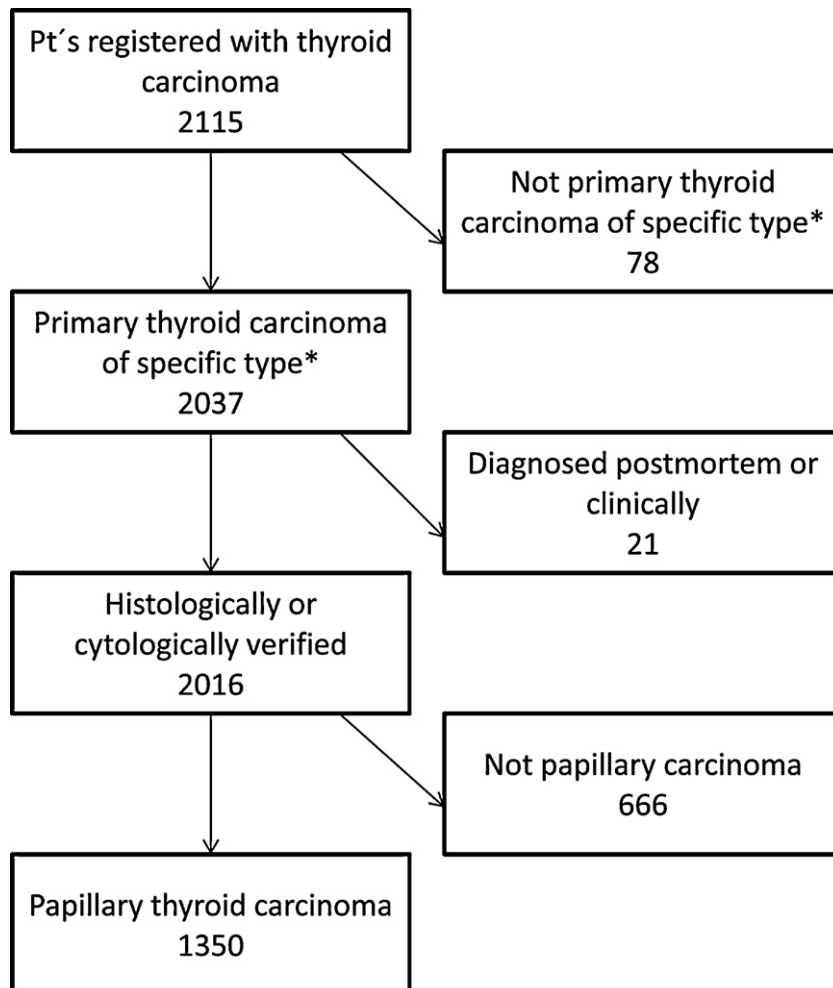 Pt´s registered with thyroid
carcinoma
2115
Not primary thyroid
carcinoma of specific type*
78
Primary thyroid carcinoma
of specific type*
2037
Diagnosed postmortem or
clinically
21
Histologically or
cytologically verified
2016
Not papillary carcinoma
666
Papillary thyroid carcinoma
1350